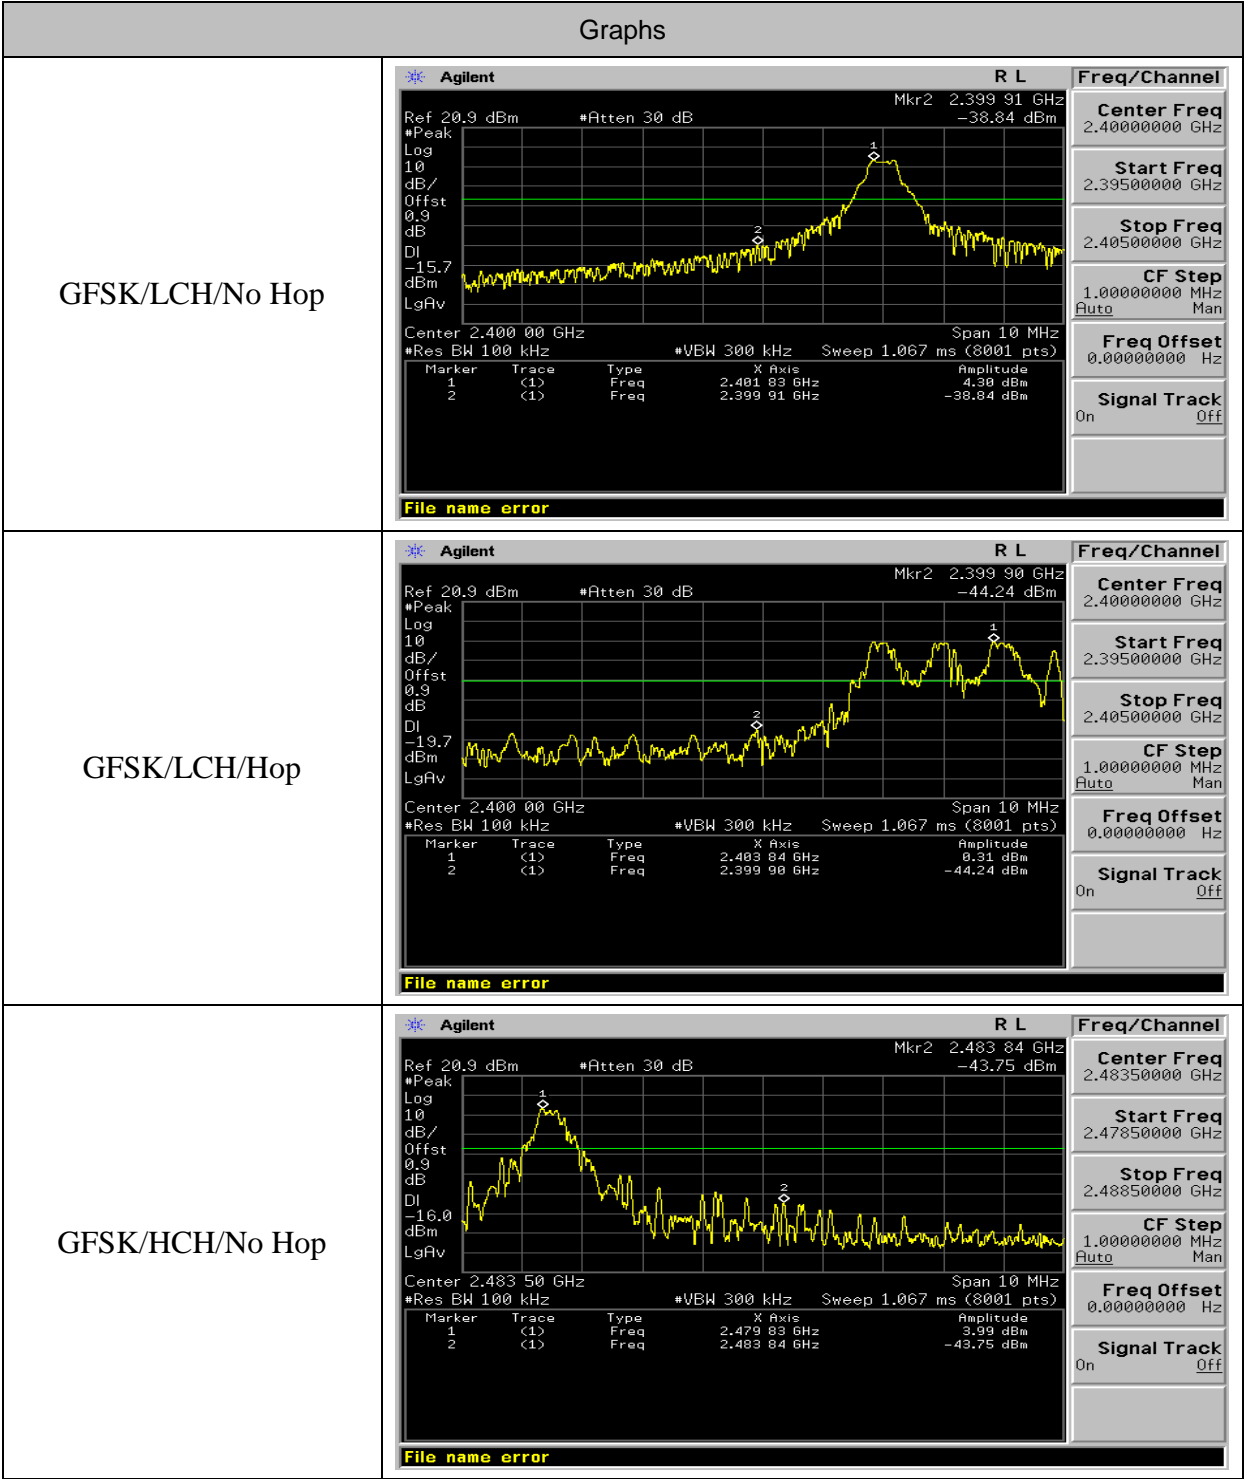 Graphs
GFSK/LCH/No Hop
Agilent R L Freq/Channel
Mkr2 2.399 91 GHz
Ref 20.9 dBm #Atten 30 dB -38.84 dBm
#Peak
Log
10
dB/
Offst
0.9
dB
DI
-15.7
dBm
LgAv
1
2
Center 2.400 00 GHz Span 10 MHz
#Res BW 100 kHz #VBW 300 kHz Sweep 1.067 ms (8001 pts)
Marker Trace Type X Axis Amplitude
1 (1) Freq 2.401 83 GHz 4.30 dBm
2 (1) Freq 2.399 91 GHz -38.84 dBm
File name error
Center Freq
2.40000000 GHz
Start Freq
2.39500000 GHz
Stop Freq
2.40500000 GHz
CF Step
1.00000000 MHz
Auto Man
Freq Offset
0.00000000 Hz
Signal Track
On Off
GFSK/LCH/Hop
Agilent R L Freq/Channel
Mkr2 2.399 90 GHz
Ref 20.9 dBm #Atten 30 dB -44.24 dBm
#Peak
Log
10
dB/
Offst
0.9
dB
DI
-19.7
dBm
LgAv
1
2
Center 2.400 00 GHz Span 10 MHz
#Res BW 100 kHz #VBW 300 kHz Sweep 1.067 ms (8001 pts)
Marker Trace Type X Axis Amplitude
1 (1) Freq 2.403 84 GHz 0.31 dBm
2 (1) Freq 2.399 90 GHz -44.24 dBm
File name error
Center Freq
2.40000000 GHz
Start Freq
2.39500000 GHz
Stop Freq
2.40500000 GHz
CF Step
1.00000000 MHz
Auto Man
Freq Offset
0.00000000 Hz
Signal Track
On Off
GFSK/HCH/No Hop
Agilent R L Freq/Channel
Mkr2 2.483 84 GHz
Ref 20.9 dBm #Atten 30 dB -43.75 dBm
#Peak
Log
10
dB/
Offst
0.9
dB
DI
-16.0
dBm
LgAv
1
2
Center 2.483 50 GHz Span 10 MHz
#Res BW 100 kHz #VBW 300 kHz Sweep 1.067 ms (8001 pts)
Marker Trace Type X Axis Amplitude
1 (1) Freq 2.479 83 GHz 3.99 dBm
2 (1) Freq 2.483 84 GHz -43.75 dBm
File name error
Center Freq
2.48350000 GHz
Start Freq
2.47850000 GHz
Stop Freq
2.48850000 GHz
CF Step
1.00000000 MHz
Auto Man
Freq Offset
0.00000000 Hz
Signal Track
On Off